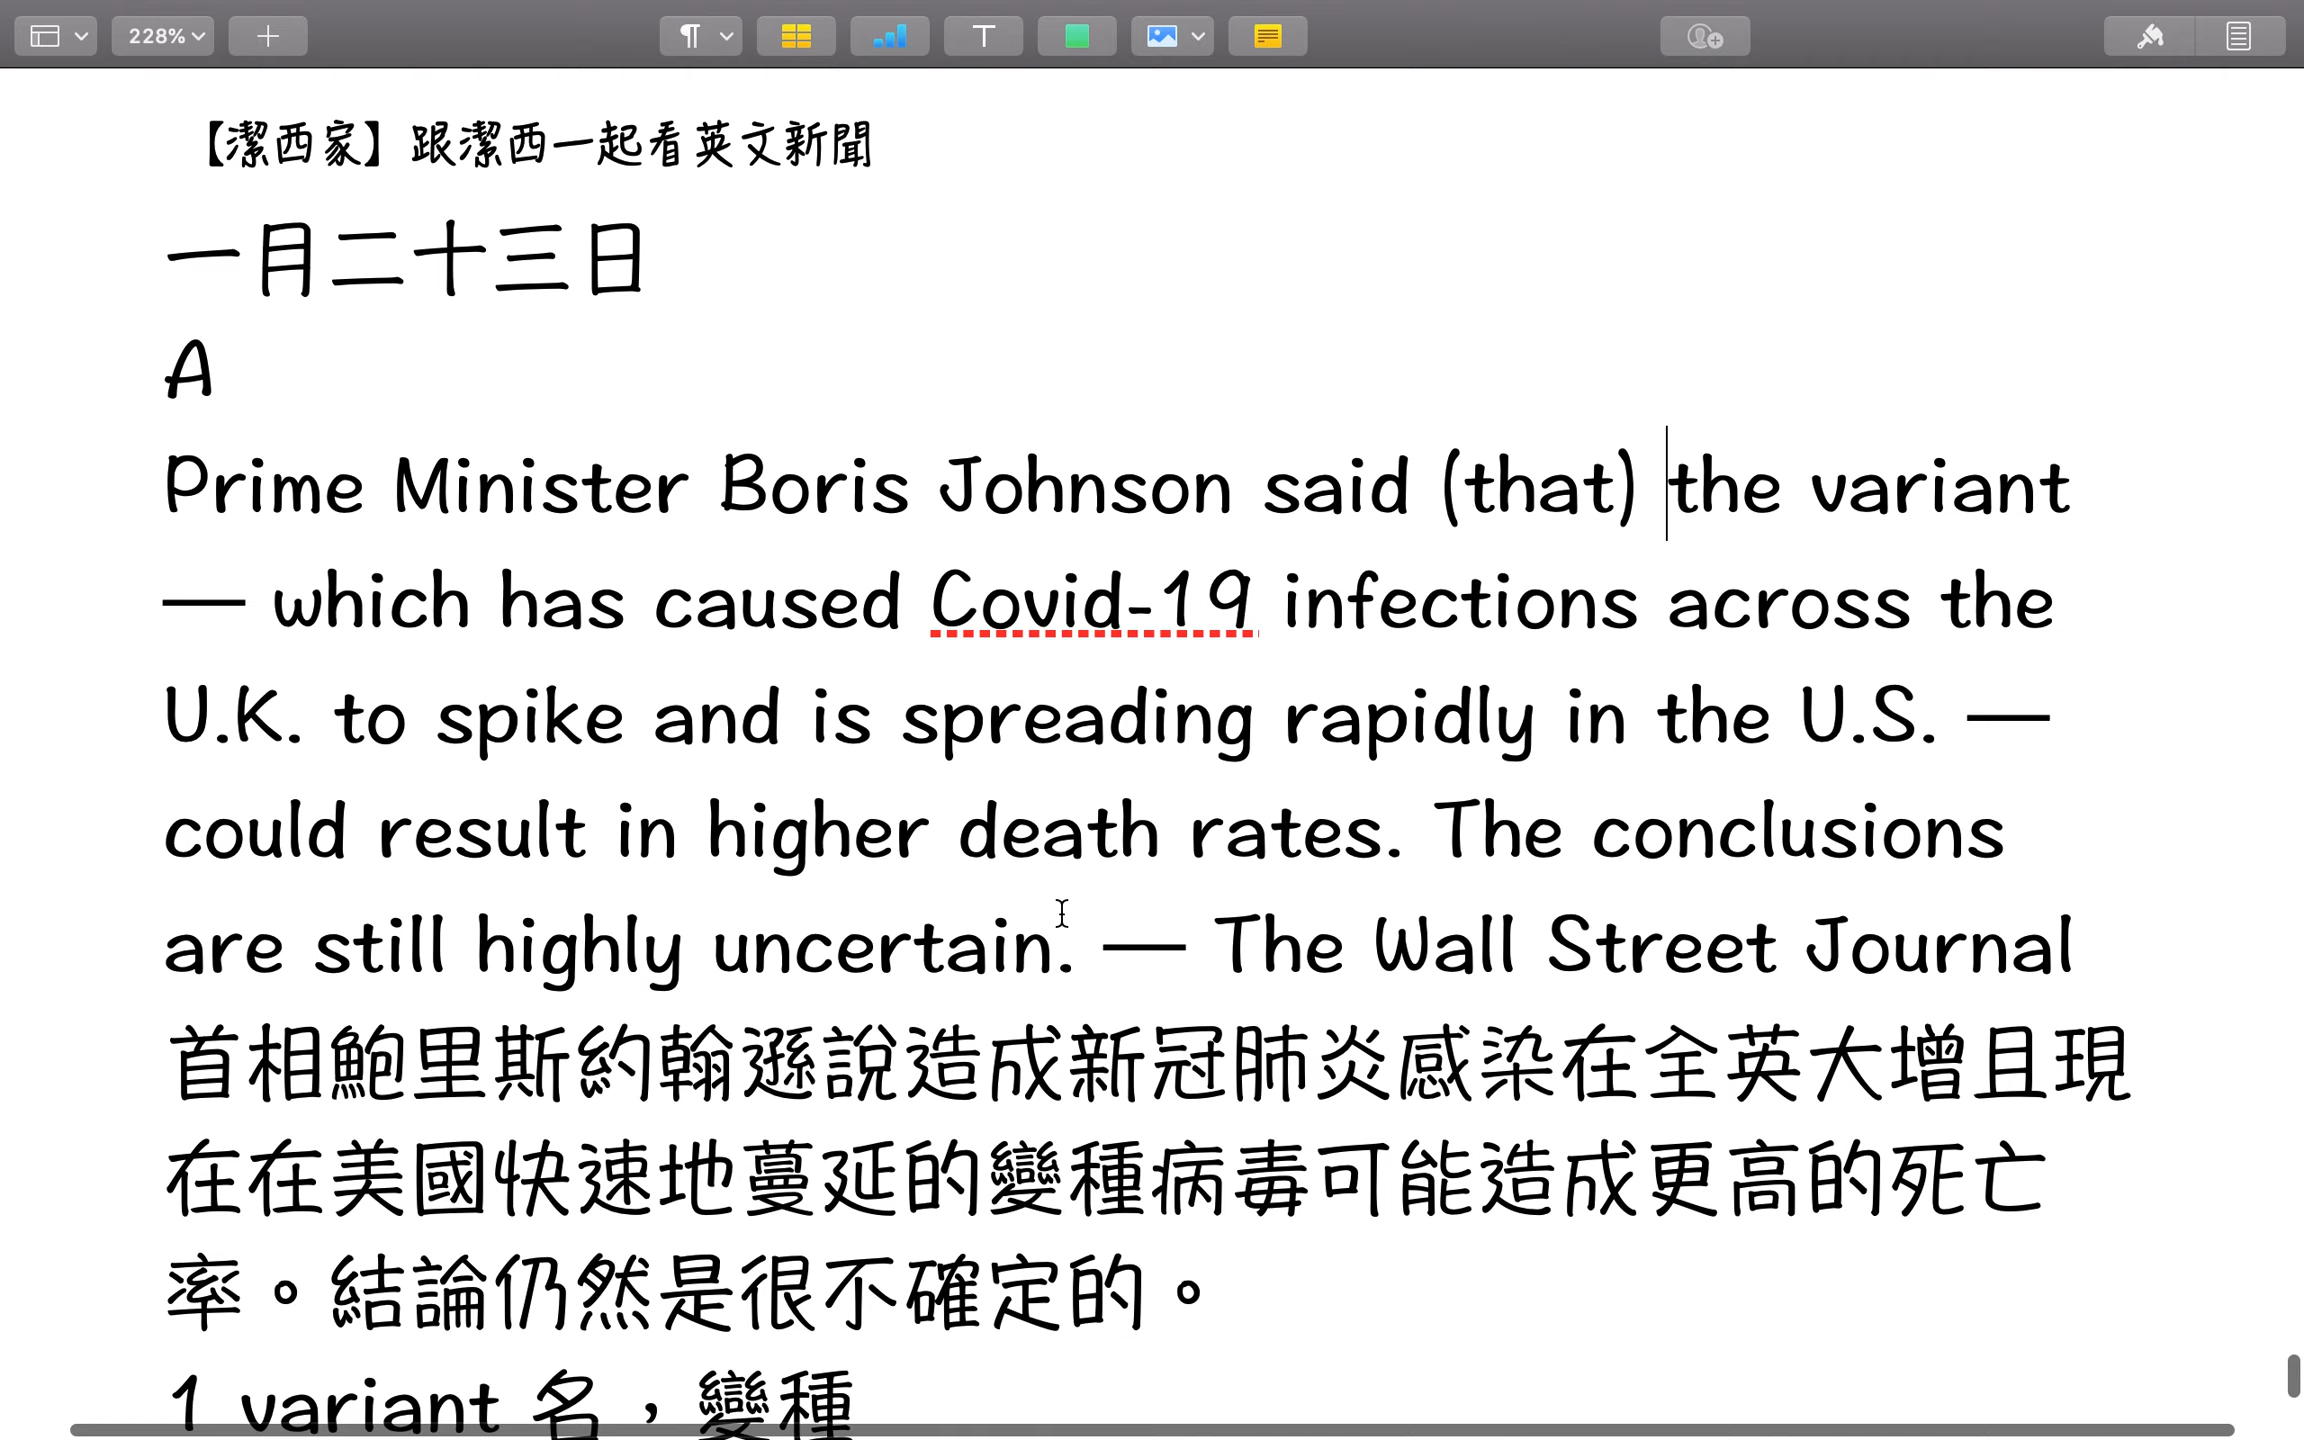 228%
【潔西家】跟潔西一起看英文新聞
一月二十三日
A
Prime Minister Boris Johnson said (that) the variant
— which has caused Covid-19 infections across the
U.K. to spike and is spreading rapidly in the U.S. —
could result in higher death rates. The conclusions
are still highly uncertain. — The Wall Street Journal
首相鮑里斯約翰遜說造成新冠肺炎感染在全英大增且現
在在美國快速地蔓延的變種病毒可能造成更高的死亡
率。結論仍然是很不確定的。
1 variant 名，變種